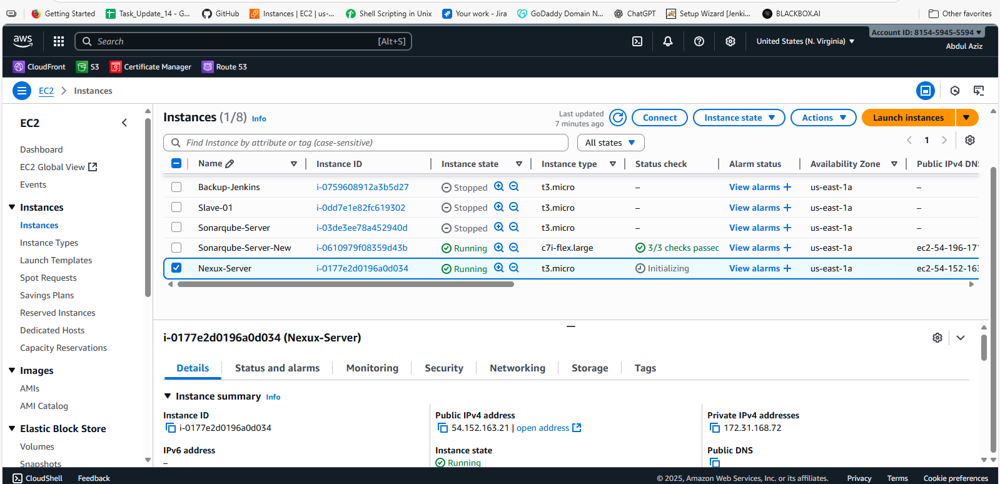 Getting Started
Task_Update_14 - G...
GitHub
Instances | EC2 | us-...
Shell Scripting in Unix
Your work - Jira
GoDaddy Domain N...
ChatGPT
Setup Wizard [Jenki...
BLACKBOX.AI
Other favorites
aws
Search
[Alt+S]
United States (N. Virginia)
Account ID: 8154-5945-5594
Abdul Aziz
CloudFront
S3
Certificate Manager
Route 53
EC2
Instances
EC2
Dashboard
EC2 Global View
Events
Instances
Instances
Instance Types
Launch Templates
Spot Requests
Savings Plans
Reserved Instances
Dedicated Hosts
Capacity Reservations
Images
AMIs
AMI Catalog
Elastic Block Store
Volumes
Snapshots
Instances (1/8) Info
Last updated
7 minutes ago
Connect
Instance state
Actions
Launch instances
Find Instance by attribute or tag (case-sensitive)
All states
1
Name Instance ID Instance state Instance type Status check Alarm status Availability Zone Public IPv4 DN
Backup-Jenkins i-0759608912a3b5d27 Stopped t3.micro – View alarms + us-east-1a –
Slave-01 i-0dd7e1e82fc619302 Stopped t3.micro – View alarms + us-east-1a –
Sonarqube-Server i-03de3ee78a452940d Stopped t3.micro – View alarms + us-east-1a –
Sonarqube-Server-New i-0610979f08359d43b Running c7i-flex.large 3/3 checks passed View alarms + us-east-1a ec2-54-196-171
Nexux-Server i-0177e2d0196a0d034 Running t3.micro Initializing View alarms + us-east-1a ec2-54-152-163
i-0177e2d0196a0d034 (Nexux-Server)
Details
Status and alarms
Monitoring
Security
Networking
Storage
Tags
Instance summary Info
Instance ID
i-0177e2d0196a0d034
Public IPv4 address
54.152.163.21 | open address
Private IPv4 addresses
172.31.168.72
IPv6 address
–
Instance state
Running
Public DNS
CloudShell
Feedback
© 2025, Amazon Web Services, Inc. or its affiliates.
Privacy
Terms
Cookie preferences